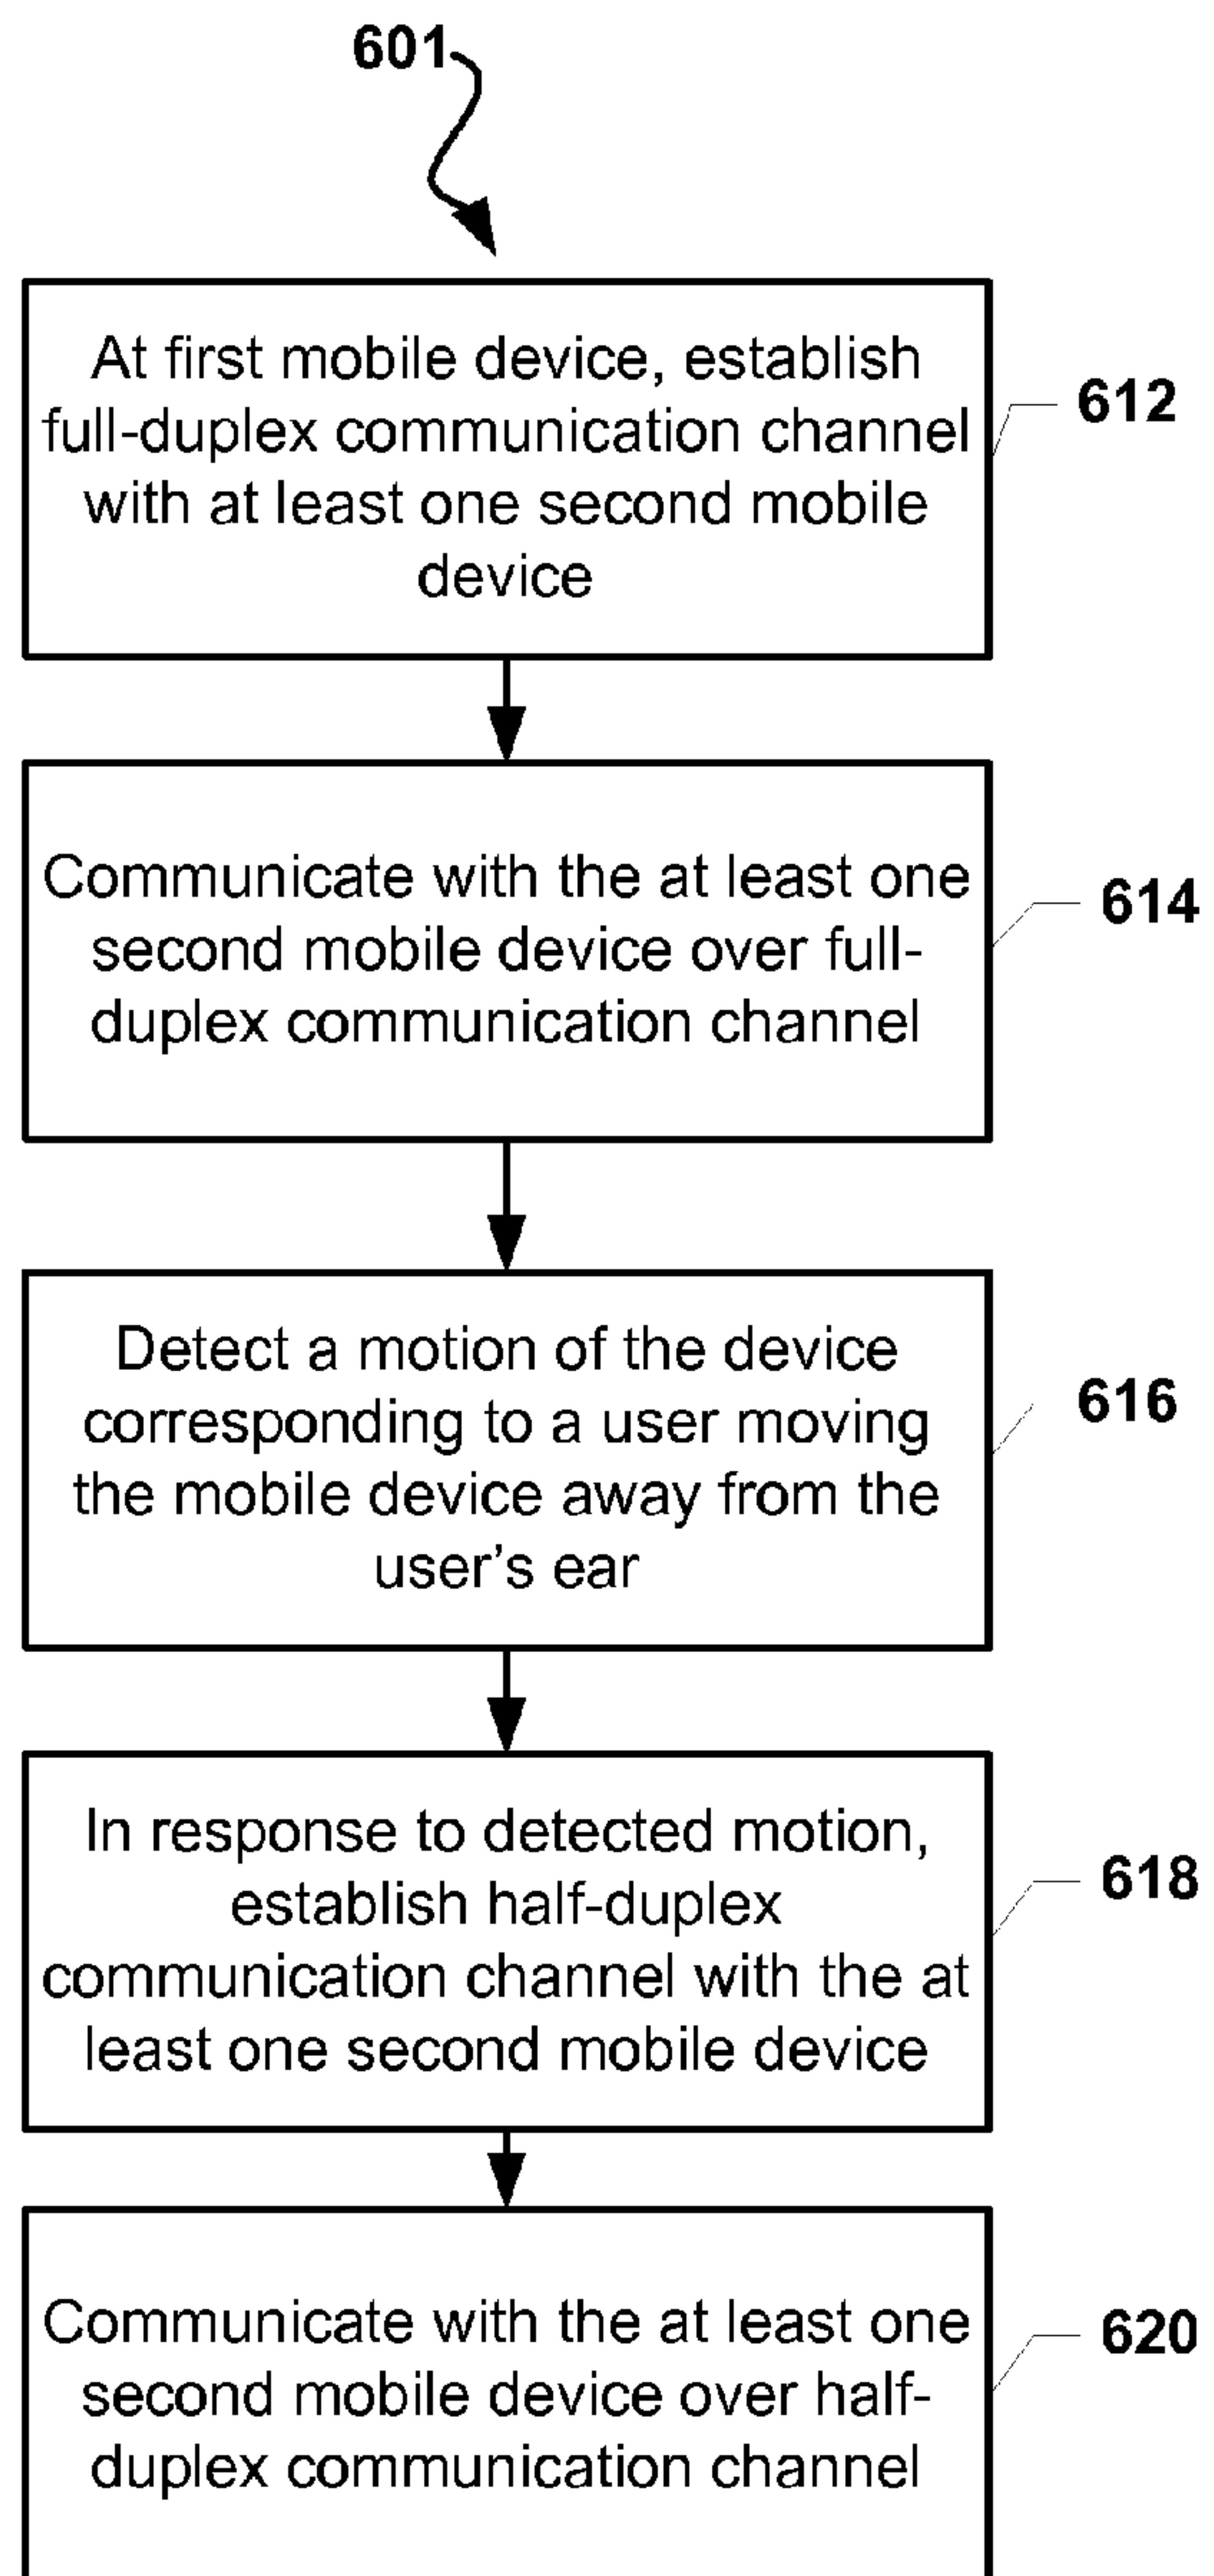 601
At first mobile device, establish
full-duplex communication channel
with at least one second mobile
device
612
Communicate with the at least one
second mobile device over full-
duplex communication channel
614
Detect a motion of the device
corresponding to a user moving
the mobile device away from the
user’s ear
616
In response to detected motion,
establish half-duplex
communication channel with the at
least one second mobile device
618
Communicate with the at least one
second mobile device over half-
duplex communication channel
620